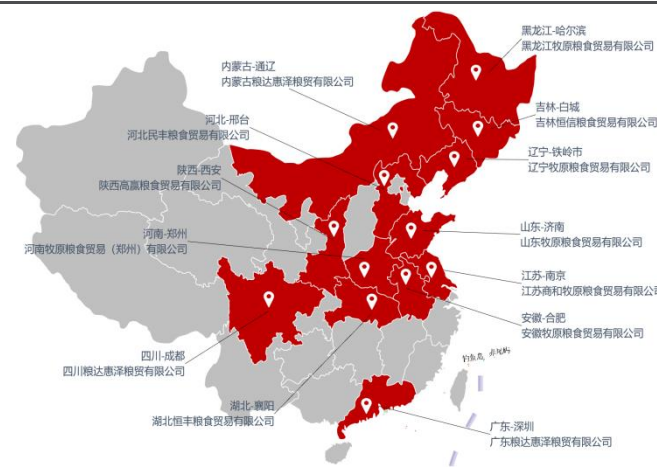 黑龙江-哈尔滨
黑龙江牧原粮食贸易有限公司
内蒙古-通辽
内蒙古粮达惠泽粮贸有限公司
吉林-白城
吉林恒信粮食贸易有限公司
河北-邢台
河北民丰粮食贸易有限公司
辽宁-铁岭市
辽宁牧原粮食贸易有限公司
陕西-西安
陕西高赢粮食贸易有限公司
山东-济南
山东牧原粮食贸易有限公司
河南-郑州
河南牧原粮食贸易（郑州）有限公司
江苏-南京
江苏商和牧原粮食贸易有限公司
安徽-合肥
安徽牧原粮食贸易有限公司
四川-成都
四川粮达惠泽粮贸有限公司
钓鱼岛 赤尾屿
湖北-襄阳
湖北恒丰粮食贸易有限公司
广东-深圳
广东粮达惠泽粮贸有限公司